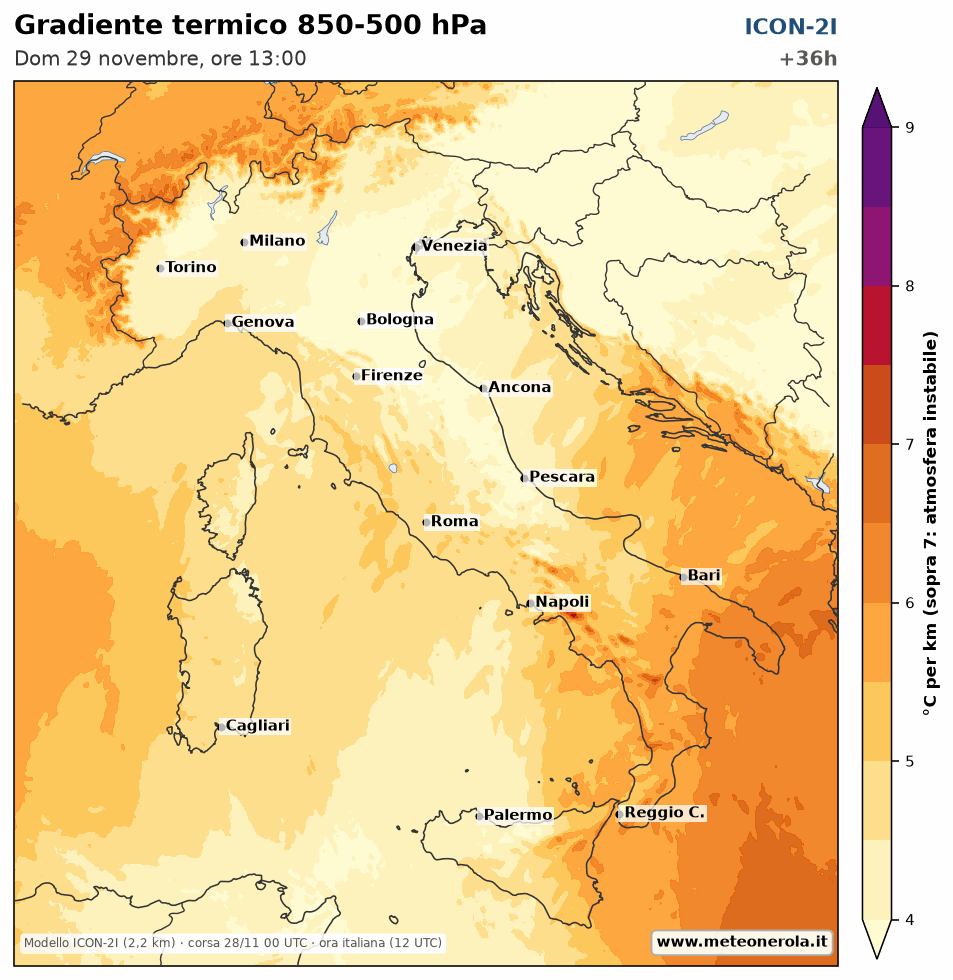 Gradiente termico 850-500 hPa
ICON-2I
Dom 29 novembre, ore 13:00
+36h
Milano
Venezia
Torino
Genova
Bologna
Firenze
Ancona
Pescara
Roma
Bari
Napoli
Cagliari
Palermo
Reggio C.
9
8
7
6
5
4
°C per km (sopra 7: atmosfera instabile)
Modello ICON-2I (2,2 km) · corsa 28/11 00 UTC · ora italiana (12 UTC)
www.meteonerola.it